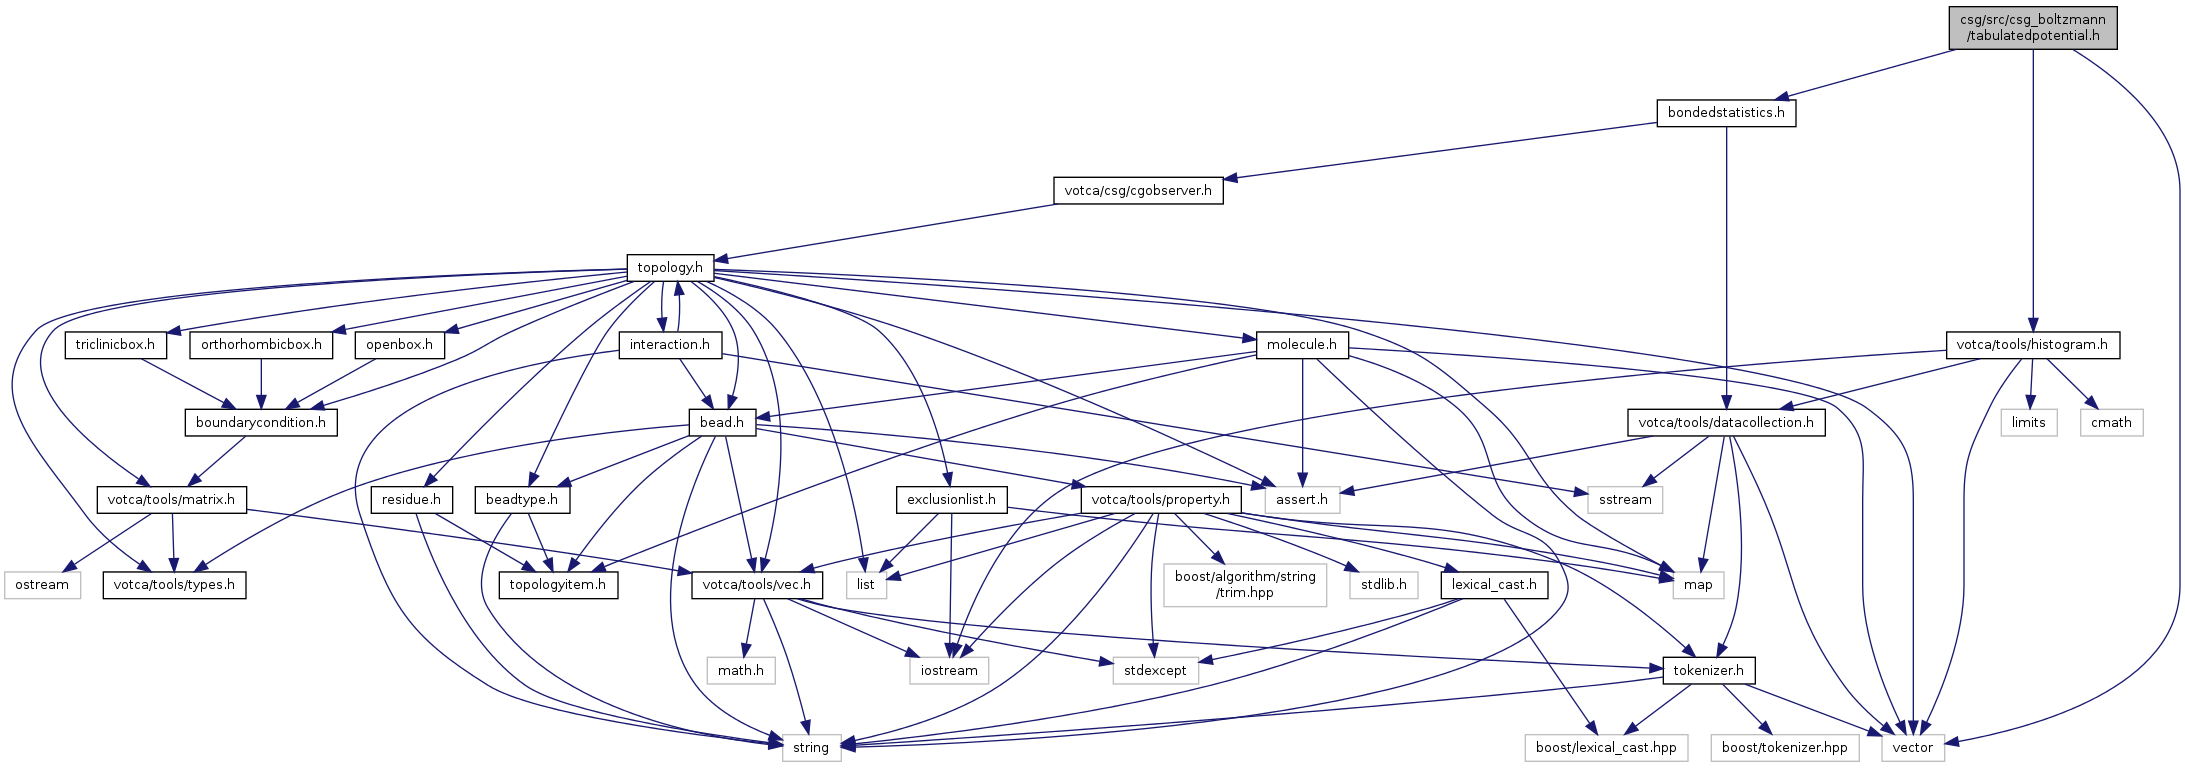 csg/src/csg_boltzmann
/tabulatedpotential.h
bondedstatistics.h
votca/csg/cgobserver.h
topology.h
triclinicbox.h
orthorhombicbox.h
openbox.h
interaction.h
molecule.h
votca/tools/histogram.h
boundarycondition.h
bead.h
votca/tools/datacollection.h
limits
cmath
votca/tools/matrix.h
residue.h
beadtype.h
exclusionlist.h
votca/tools/property.h
assert.h
sstream
ostream
votca/tools/types.h
topologyitem.h
votca/tools/vec.h
list
boost/algorithm/string
/trim.hpp
stdlib.h
lexical_cast.h
map
math.h
iostream
stdexcept
tokenizer.h
string
boost/lexical_cast.hpp
boost/tokenizer.hpp
vector